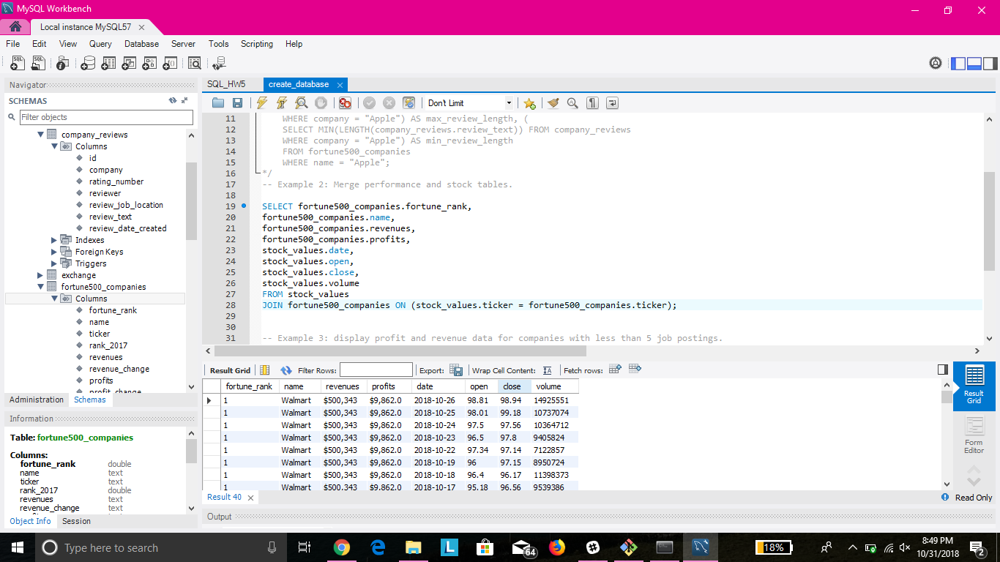 MySQL Workbench
Local instance MySQL57
File Edit View Query Database Server Tools Scripting Help
Navigator
SCHEMAS
Filter objects
company_reviews
Columns
id
company
rating_number
reviewer
review_job_location
review_text
review_date_created
Indexes
Foreign Keys
Triggers
exchange
fortune500_companies
Columns
fortune_rank
name
ticker
rank_2017
revenues
revenue_change
profits
profit_change
Administration Schemas
Information
Table: fortune500_companies
Columns:
fortune_rank double
name text
ticker text
rank_2017 double
revenues text
revenue_change text
Object Info Session
SQL_HW5 create_database
Don't Limit
11 WHERE company = "Apple") AS max_review_length, (
12 SELECT MIN(LENGTH(company_reviews.review_text)) FROM company_reviews
13 WHERE company = "Apple") AS min_review_length
14 FROM fortune500_companies
15 WHERE name = "Apple";
16 */
17 -- Example 2: Merge performance and stock tables.
18
19 SELECT fortune500_companies.fortune_rank,
20 fortune500_companies.name,
21 fortune500_companies.revenues,
22 fortune500_companies.profits,
23 stock_values.date,
24 stock_values.open,
25 stock_values.close,
26 stock_values.volume
27 FROM stock_values
28 JOIN fortune500_companies ON (stock_values.ticker = fortune500_companies.ticker);
29
30
31 -- Example 3: display profit and revenue data for companies with less than 5 job postings.
Result Grid Filter Rows: Export: Wrap Cell Content: Fetch rows:
fortune_rank name revenues profits date open close volume
1 Walmart $500,343 $9,862.0 2018-10-26 98.81 98.94 14925551
1 Walmart $500,343 $9,862.0 2018-10-25 98.01 99.18 10737074
1 Walmart $500,343 $9,862.0 2018-10-24 97.5 97.56 10364712
1 Walmart $500,343 $9,862.0 2018-10-23 96.5 97.8 9405824
1 Walmart $500,343 $9,862.0 2018-10-22 97.34 97.14 7122857
1 Walmart $500,343 $9,862.0 2018-10-19 96 97.15 8950724
1 Walmart $500,343 $9,862.0 2018-10-18 96.4 96.17 11398373
1 Walmart $500,343 $9,862.0 2018-10-17 95.18 96.56 9539386
Result Grid
Form Editor
Result 40
Read Only
Output
Type here to search
64
18%
8:49 PM
10/31/2018
2